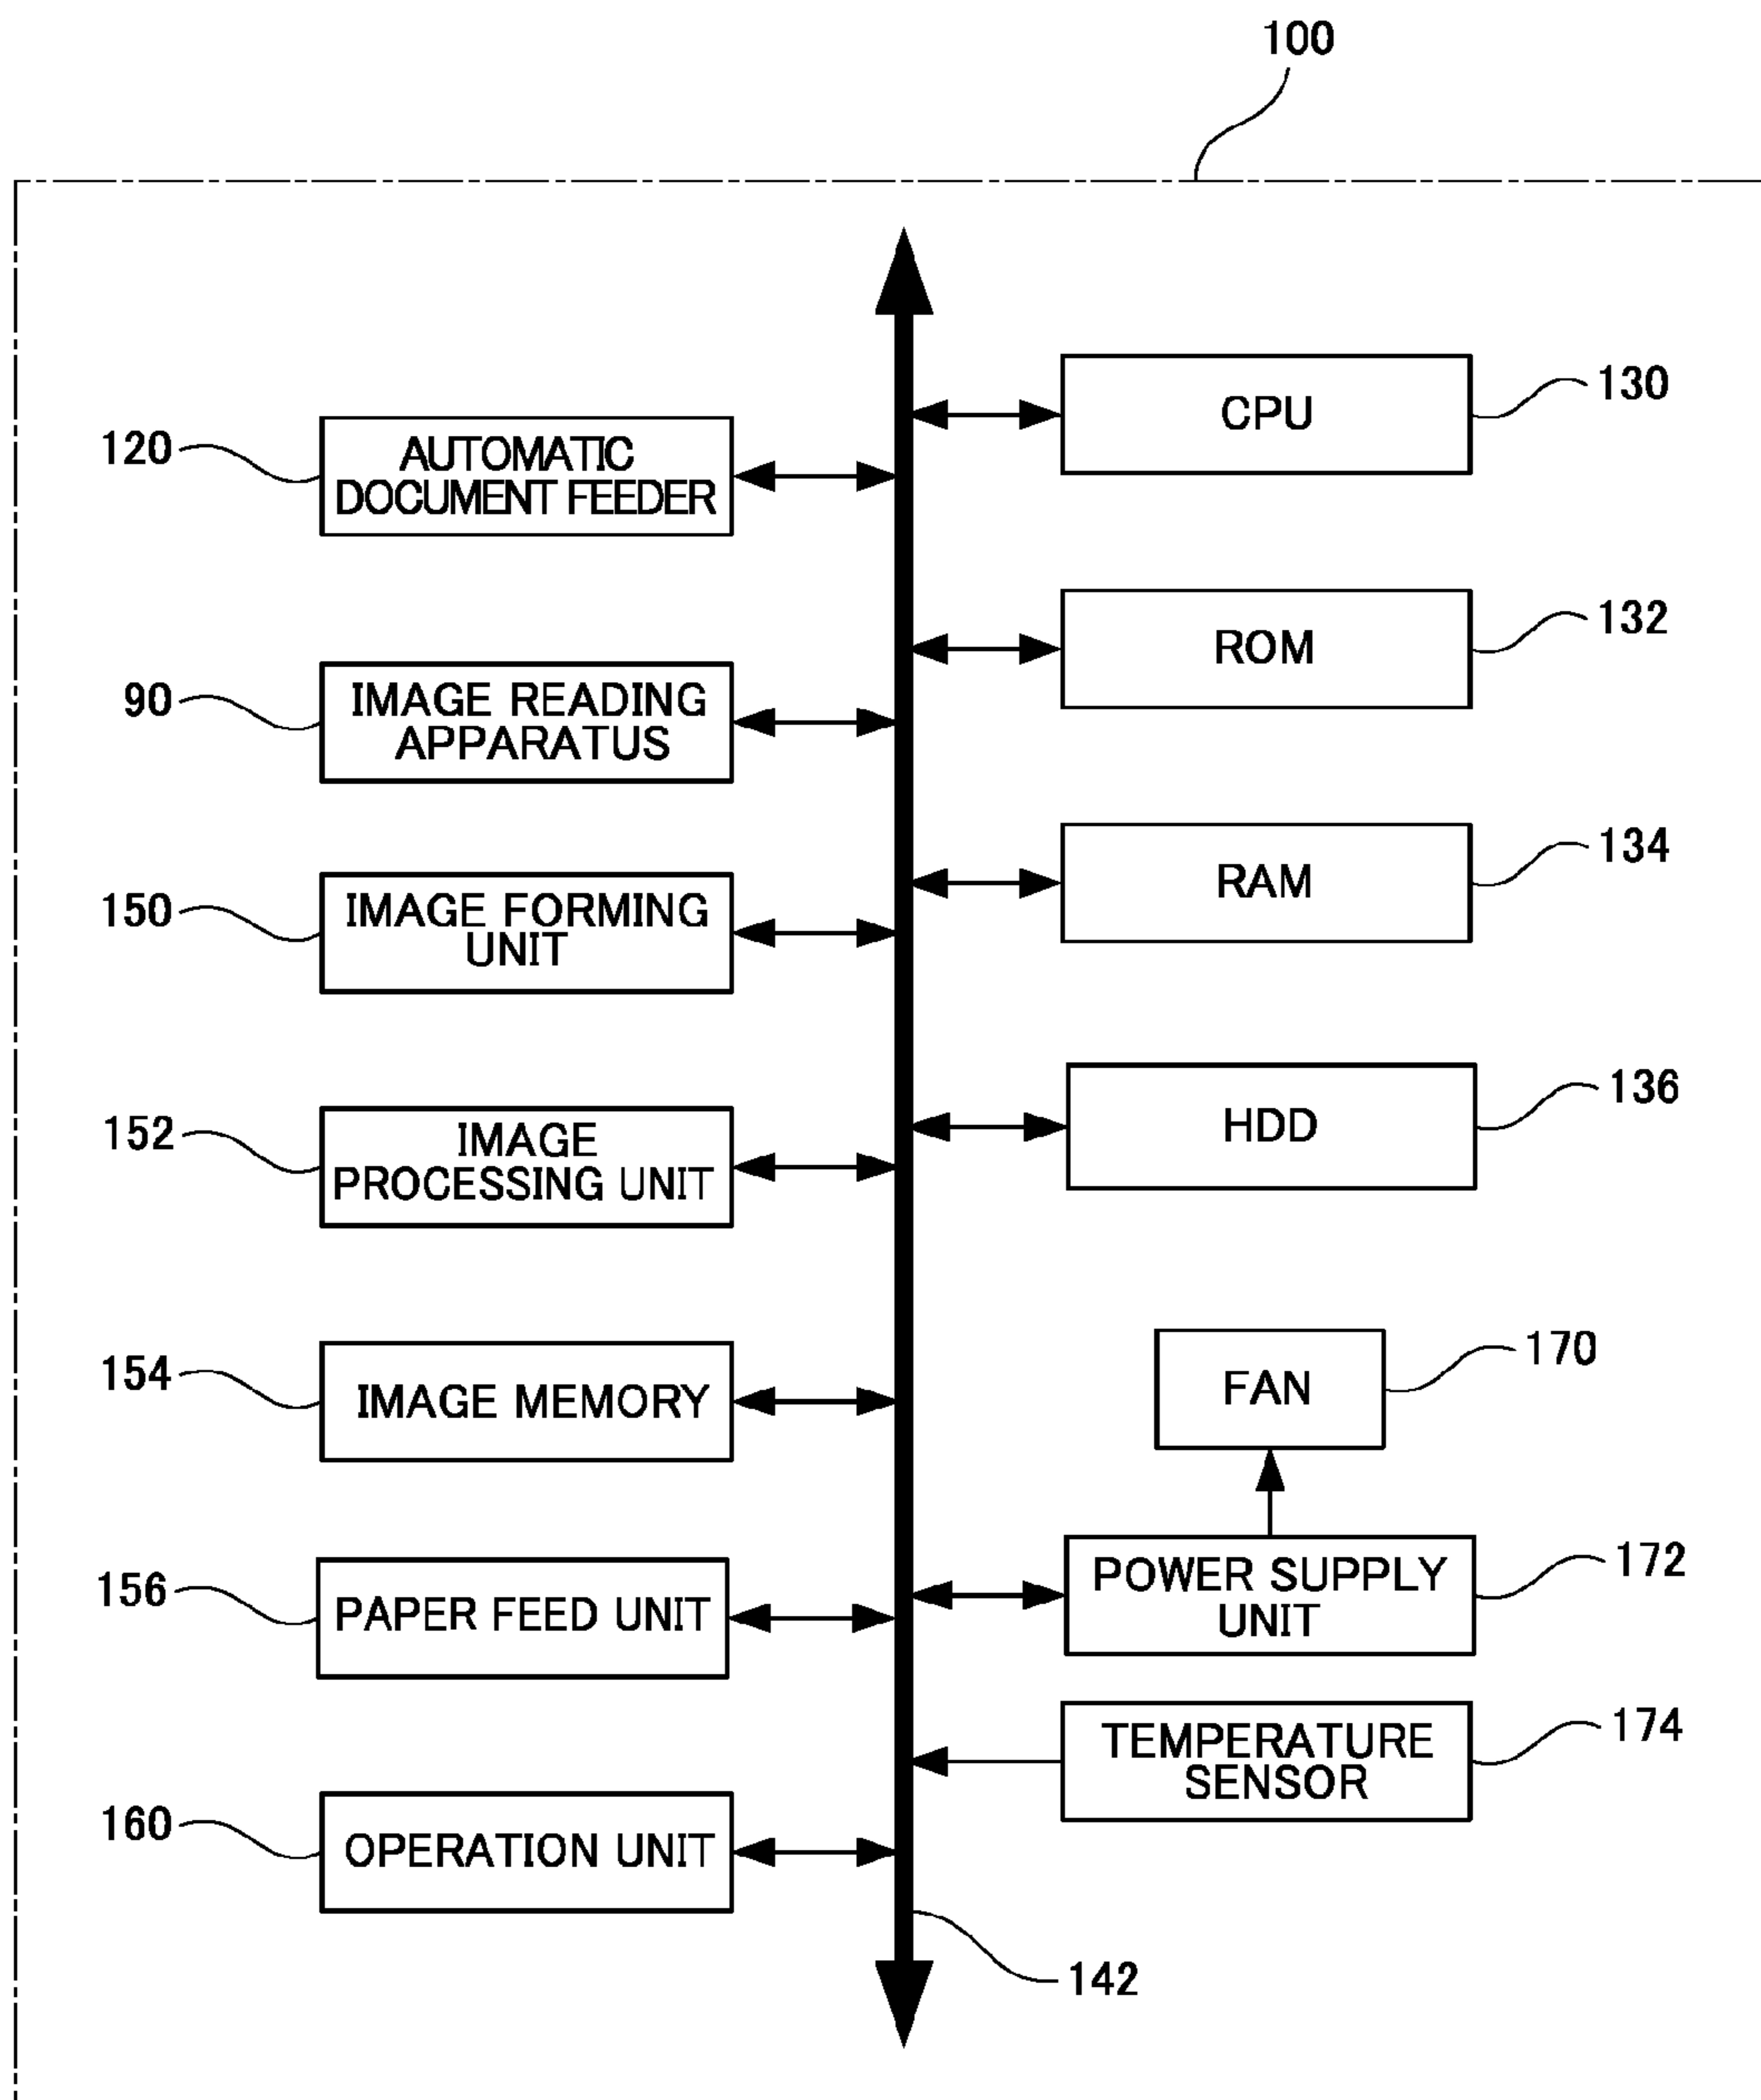 100
CPU
130
120
AUTOMATIC
DOCUMENT FEEDER
ROM
132
90
IMAGE READING
APPARATUS
RAM
134
150
IMAGE FORMING
UNIT
HDD
136
152
IMAGE
PROCESSING UNIT
FAN
170
154
IMAGE MEMORY
POWER SUPPLY
UNIT
172
156
PAPER FEED UNIT
TEMPERATURE
SENSOR
174
160
OPERATION UNIT
142